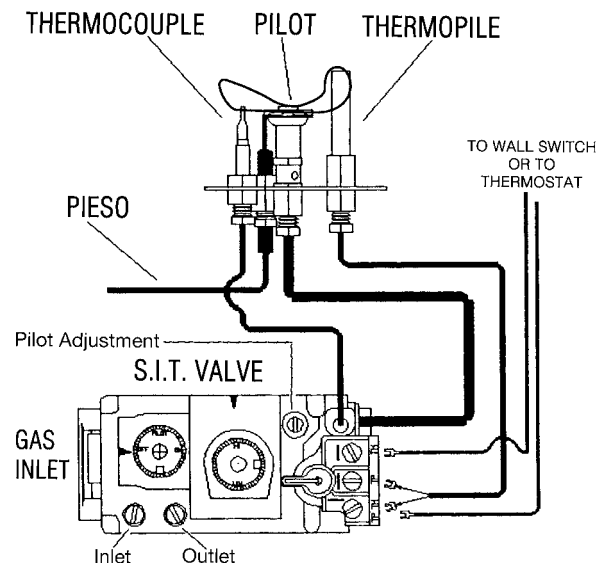 THERMOCOUPLE
PILOT
THERMOPILE
TO WALL SWITCH
OR TO
THERMOSTAT
PIESO
Pilot Adjustment
S.I.T. VALVE
GAS
INLET
Inlet
Outlet